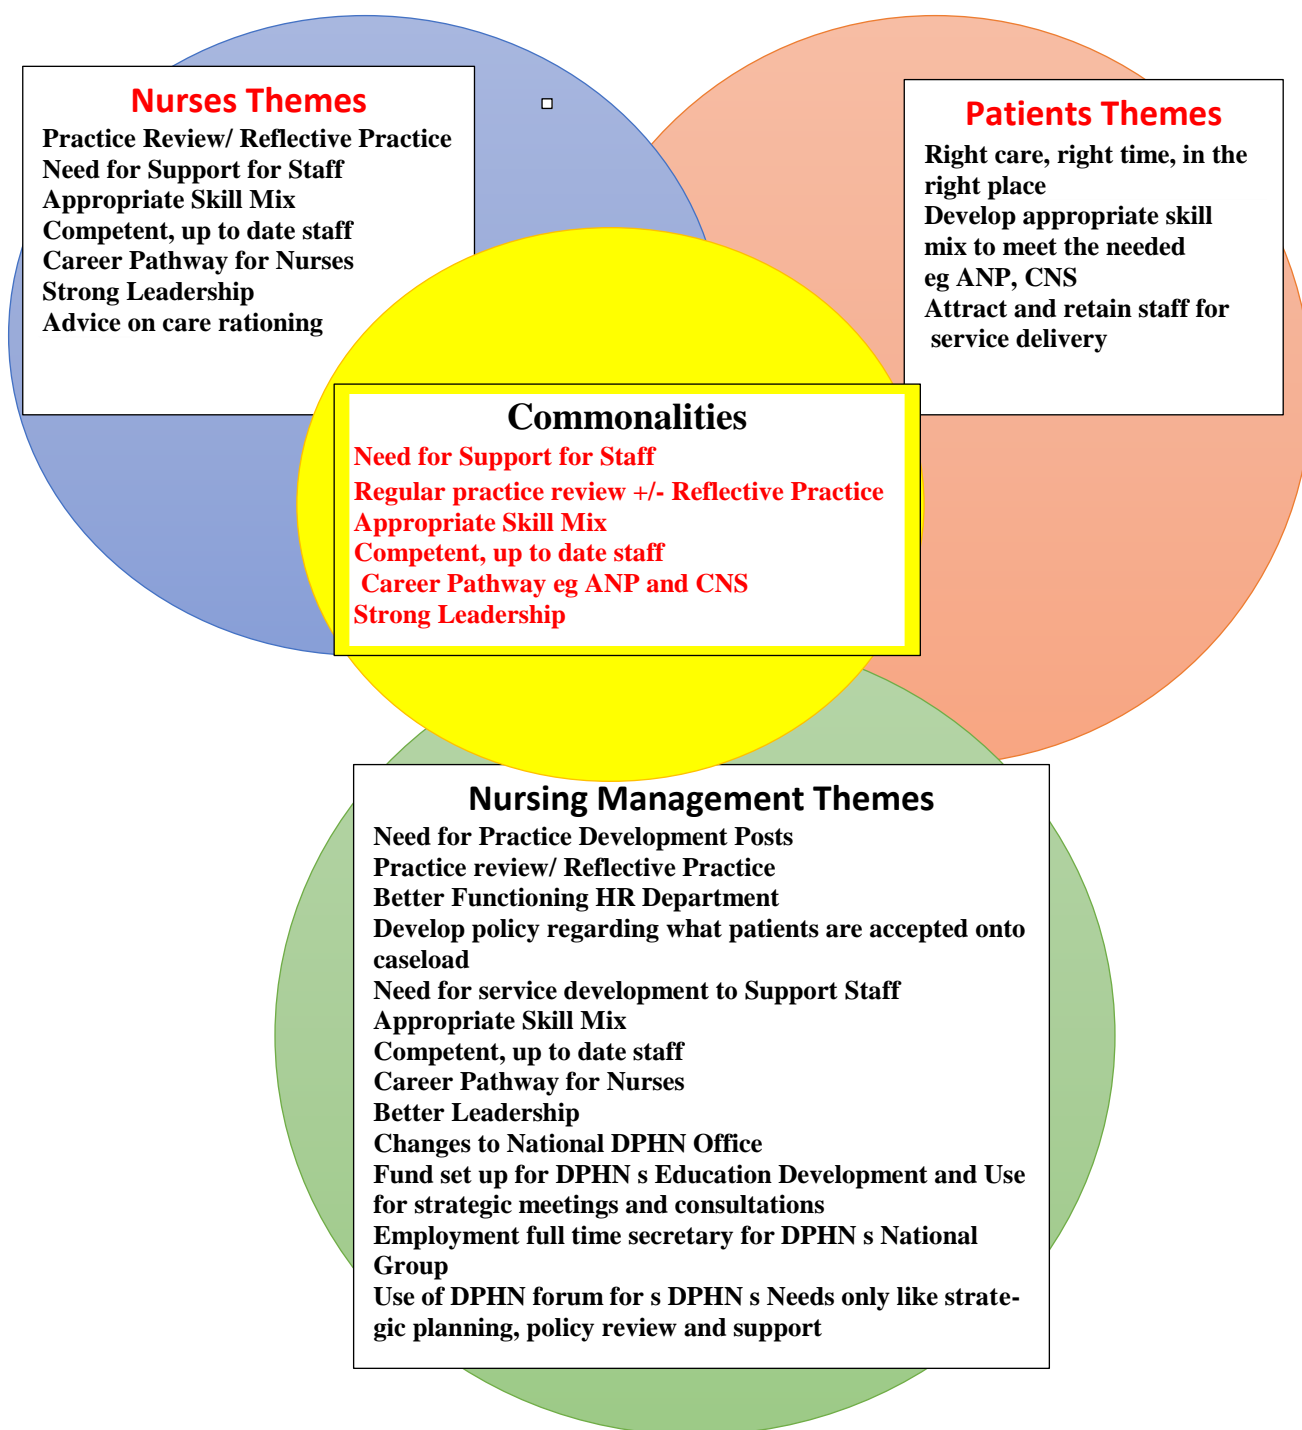 Nurses Themes
Practice Review/ Reflective Practice
Need for Support for Staff
Appropriate Skill Mix
Competent, up to date staff
Career Pathway for Nurses
Strong Leadership
Advice on care rationing
Patients Themes
Right care, right time, in the
right place
Develop appropriate skill
mix to meet the needed
eg ANP, CNS
Attract and retain staff for
service delivery
Commonalities
Need for Support for Staff
Regular practice review +/- Reflective Practice
Appropriate Skill Mix
Competent, up to date staff
Career Pathway eg ANP and CNS
Strong Leadership
Nursing Management Themes
Need for Practice Development Posts
Practice review/ Reflective Practice
Better Functioning HR Department
Develop policy regarding what patients are accepted onto
caseload
Need for service development to Support Staff
Appropriate Skill Mix
Competent, up to date staff
Career Pathway for Nurses
Better Leadership
Changes to National DPHN Office
Fund set up for DPHN s Education Development and Use
for strategic meetings and consultations
Employment full time secretary for DPHN s National
Group
Use of DPHN forum for s DPHN s Needs only like strate-
gic planning, policy review and support